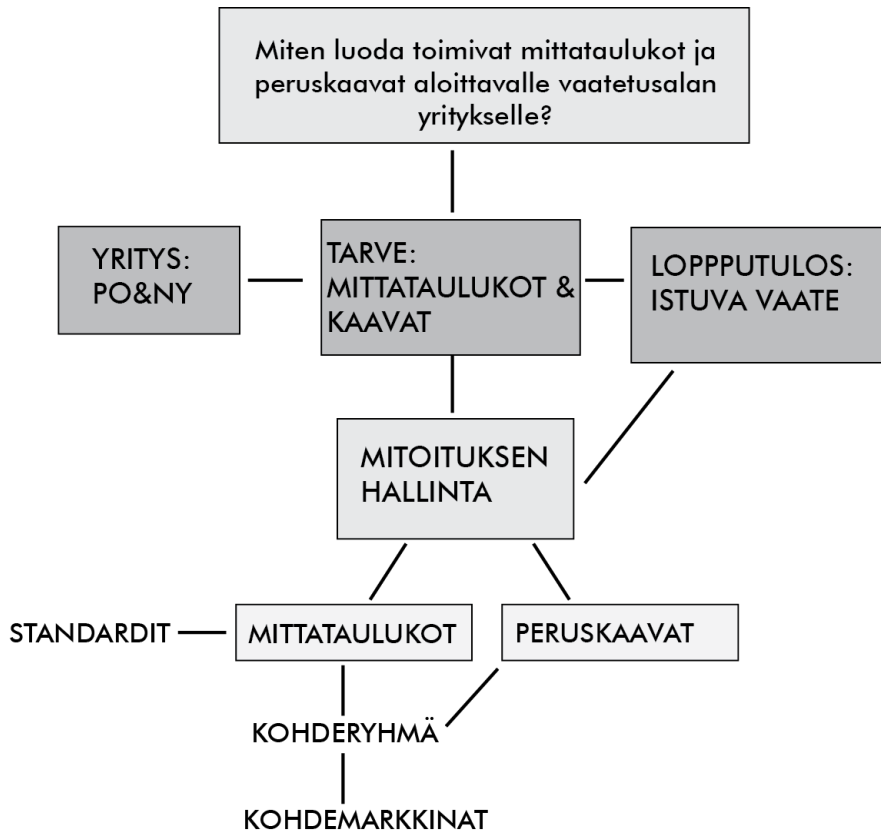 Miten luoda toimivat mittataulukot ja
peruskaavat aloittavalle vaatetusalan
yritykselle?
YRITYS:
PO&NY
TARVE:
MITTATAULUKOT &
KAAVAT
LOPPPUTULOS:
ISTUVA VAATE
MITOITUKSEN
HALLINTA
STANDARDIT
MITTATAULUKOT
PERUSKAAVAT
KOHDERYHMÄ
KOHDEMARKKINAT